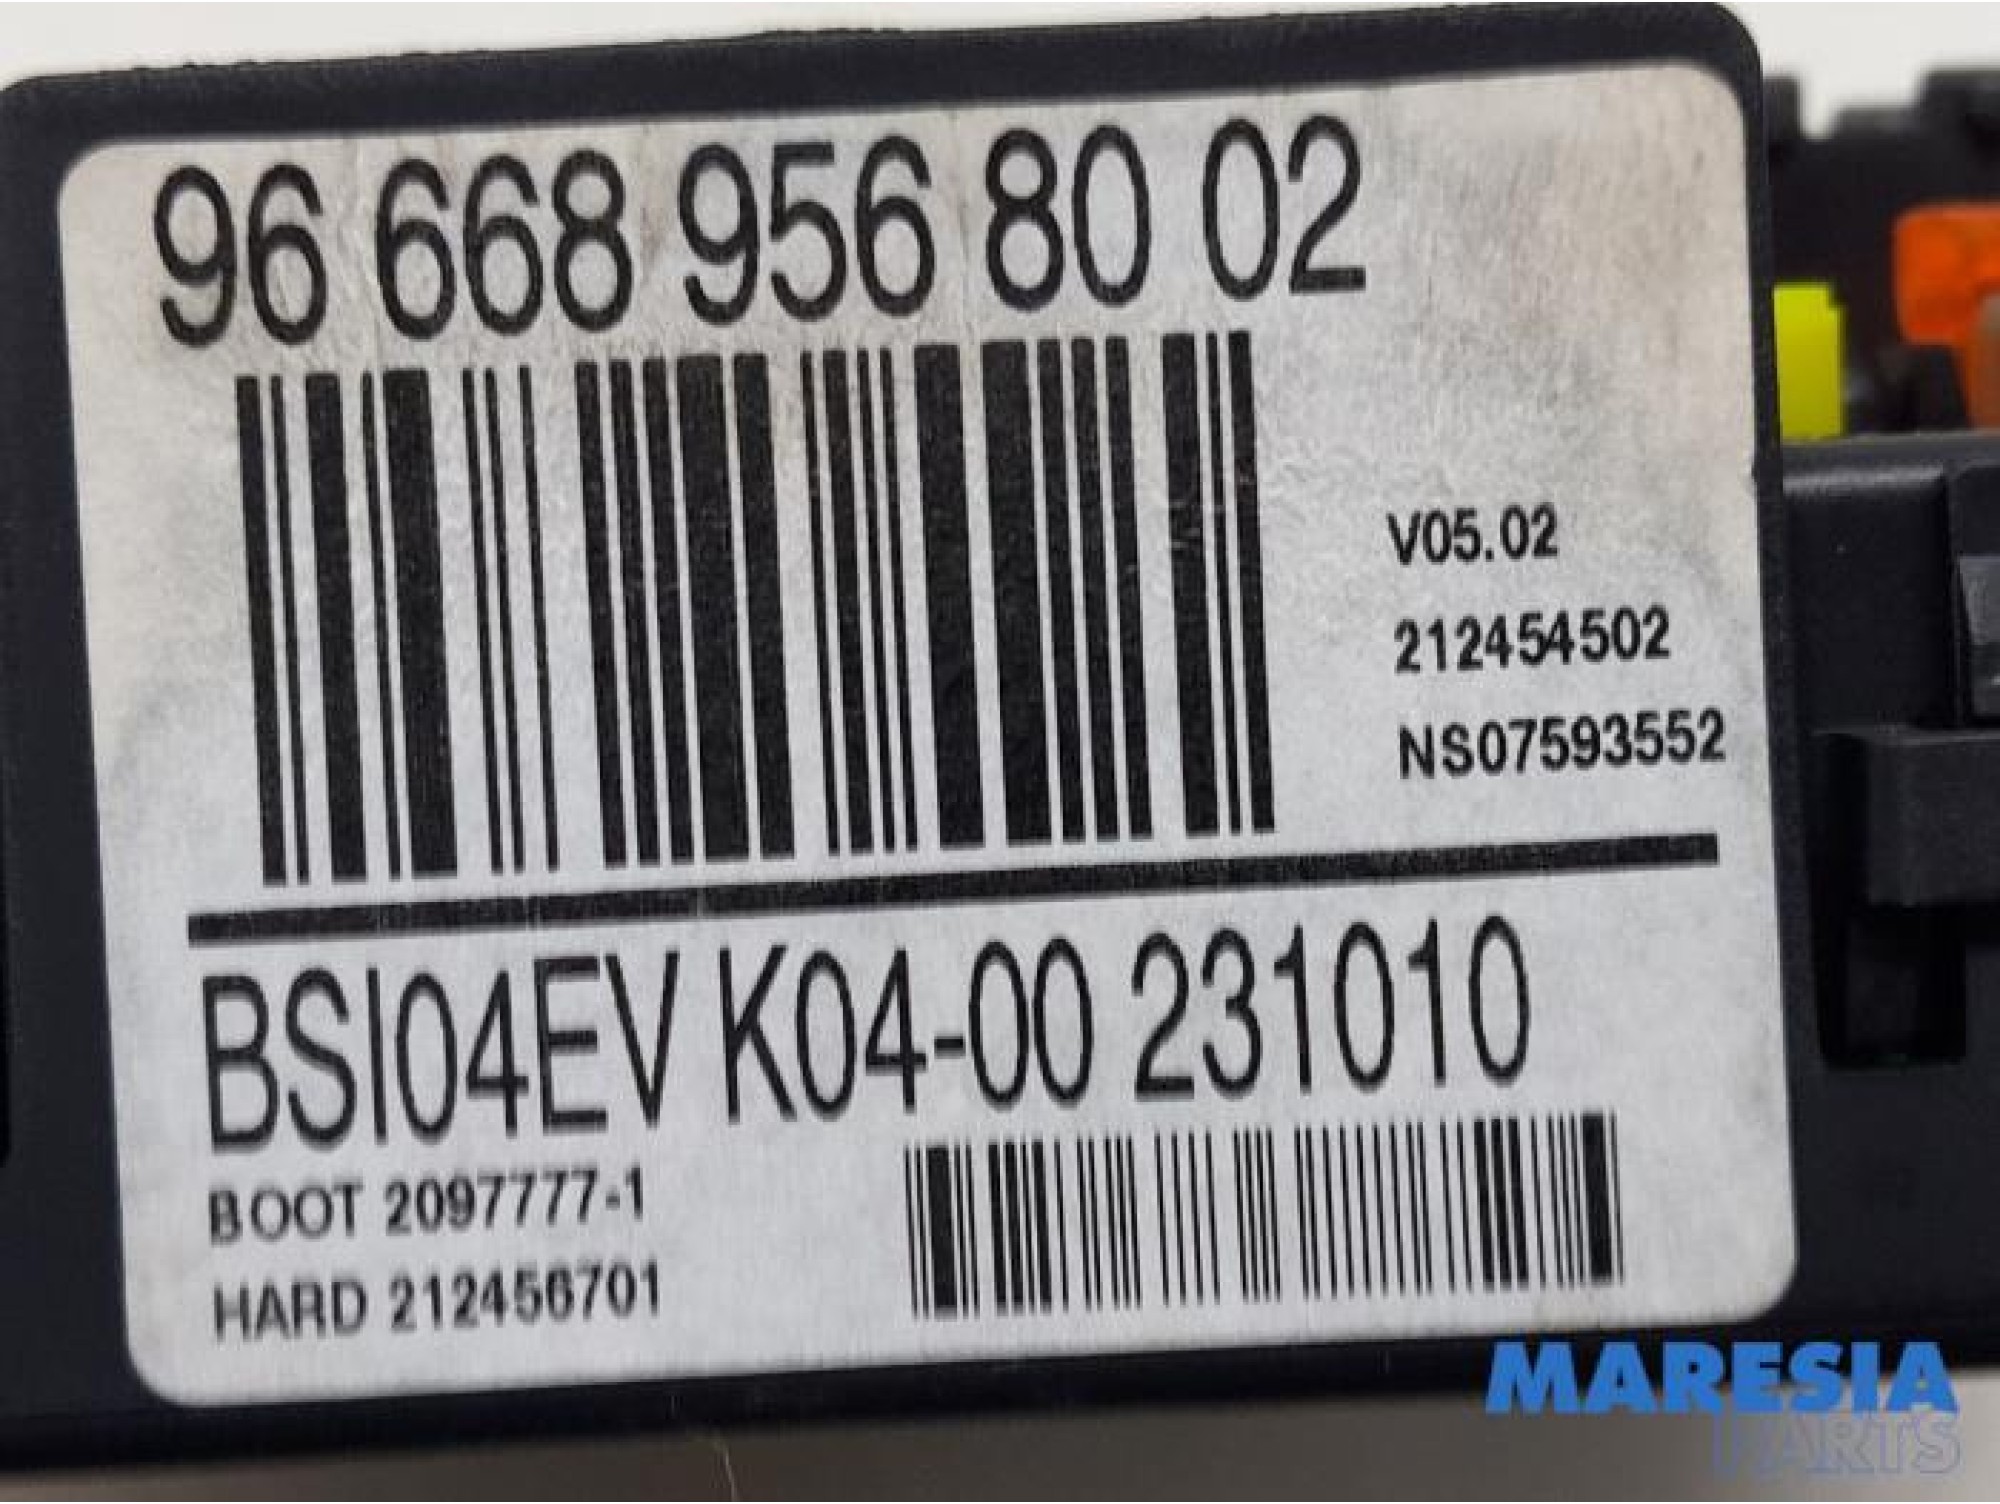 96 668 956 80 02
V05.02
212454502
NS07593552
BSI04EV K04-00 231010
BOOT 2097777-1
HARD 212456701
MARESIA
PARTS